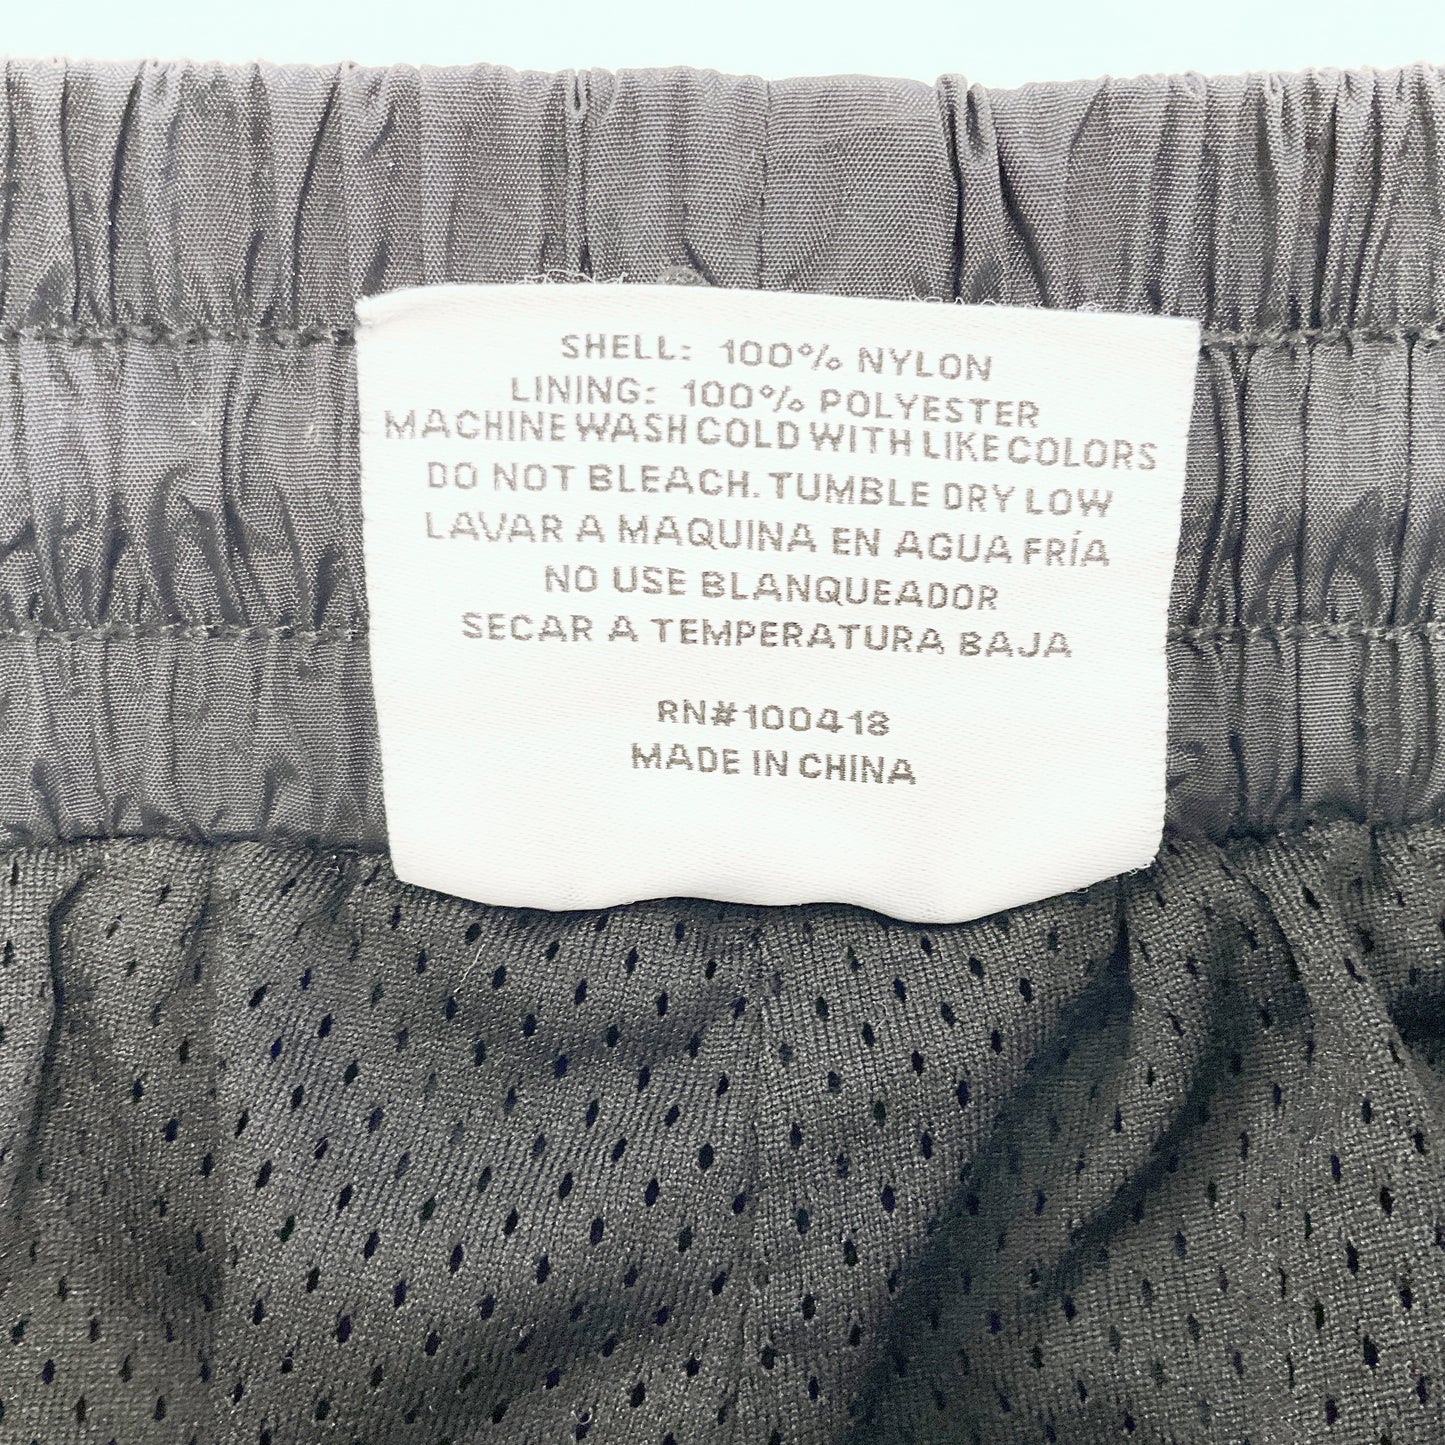 SHELL: 100% NYLON
LINING: 100% POLYESTER
MACHINE WASH COLD WITH LIKE COLORS
DO NOT BLEACH. TUMBLE DRY LOW
LAVAR A MAQUINA EN AGUA FRÍA
NO USE BLANQUEADOR
SECAR A TEMPERATURA BAJA
RN#100418
MADE IN CHINA